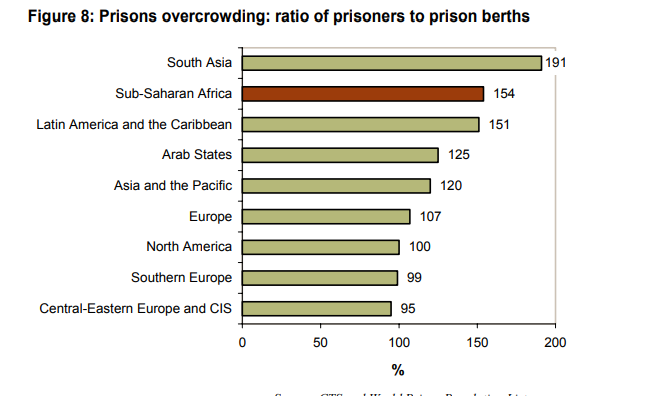 Figure 8: Prisons overcrowding: ratio of prisoners to prison berths
South Asia 191
Sub-Saharan Africa 154
Latin America and the Caribbean 151
Arab States 125
Asia and the Pacific 120
Europe 107
North America 100
Southern Europe 99
Central-Eastern Europe and CIS 95
0 50 100 150 200
%